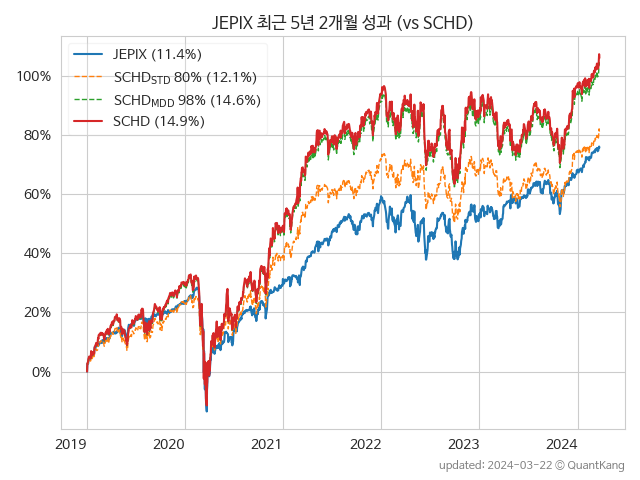 JEPIX 최근 5년 2개월 성과 (vs SCHD)
JEPIX (11.4%)
SCHD_STD 80% (12.1%)
SCHD_MDD 98% (14.6%)
SCHD (14.9%)
100%
80%
60%
40%
20%
0%
2019 2020 2021 2022 2023 2024
updated: 2024-03-22 ⓒ QuantKang